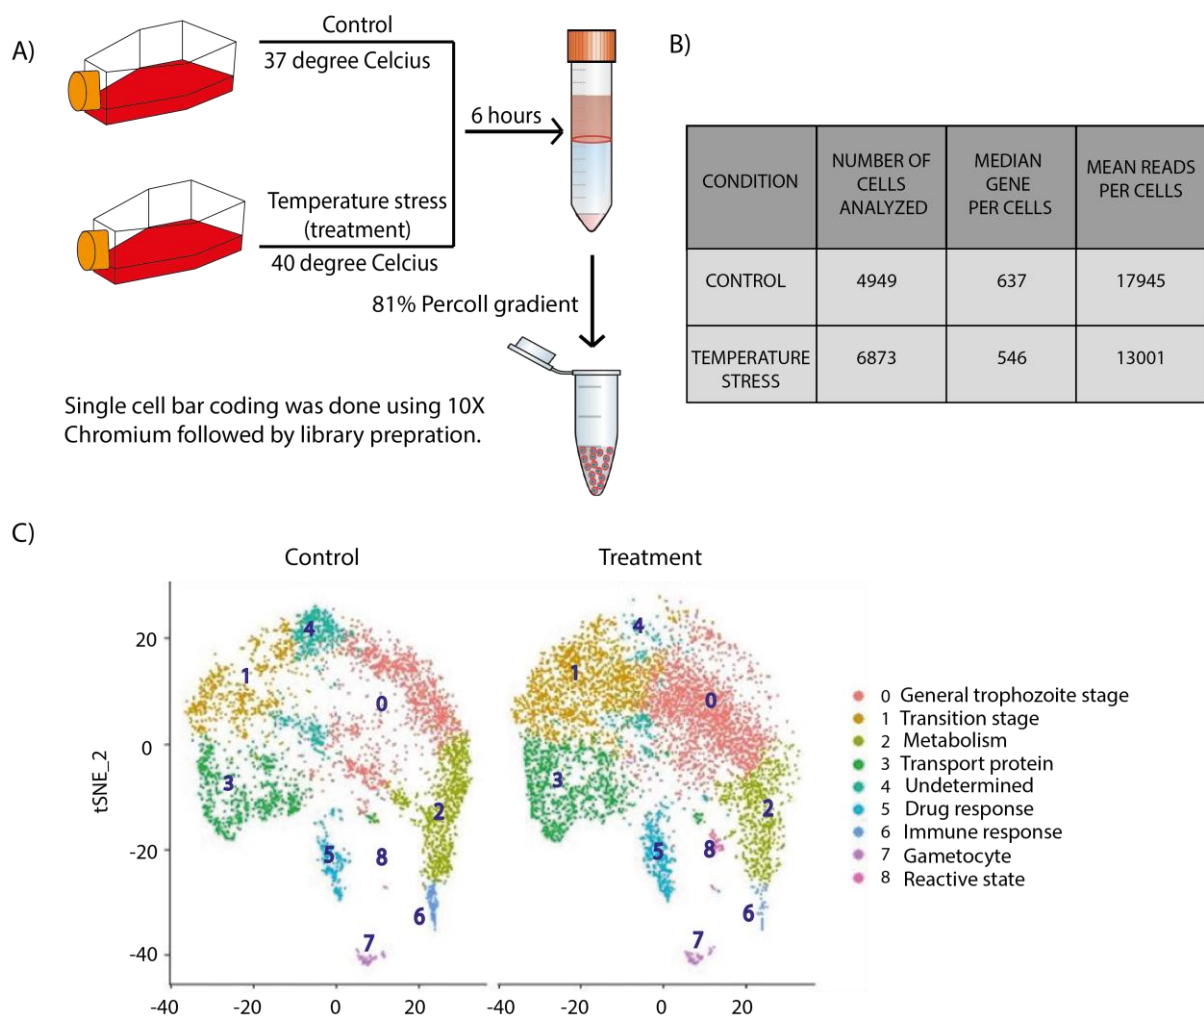 A)
Control
37 degree Celcius
6 hours
Temperature stress
(treatment)
40 degree Celcius
81% Percoll gradient
Single cell bar coding was done using 10X
Chromium followed by library prepration.
B)
CONDITION
NUMBER OF
CELLS
ANALYZED
MEDIAN
GENE
PER CELLS
MEAN READS
PER CELLS
CONTROL
4949
637
17945
TEMPERATURE
STRESS
6873
546
13001
C)
Control
Treatment
tSNE_2
20
0
-20
-40
4
1
0
3
2
5
8
6
7
4
1
0
3
2
5
8
6
7
-40
-20
0
20
-40
-20
0
20
0 General trophozoite stage
1 Transition stage
2 Metabolism
3 Transport protein
4 Undetermined
5 Drug response
6 Immune response
7 Gametocyte
8 Reactive state